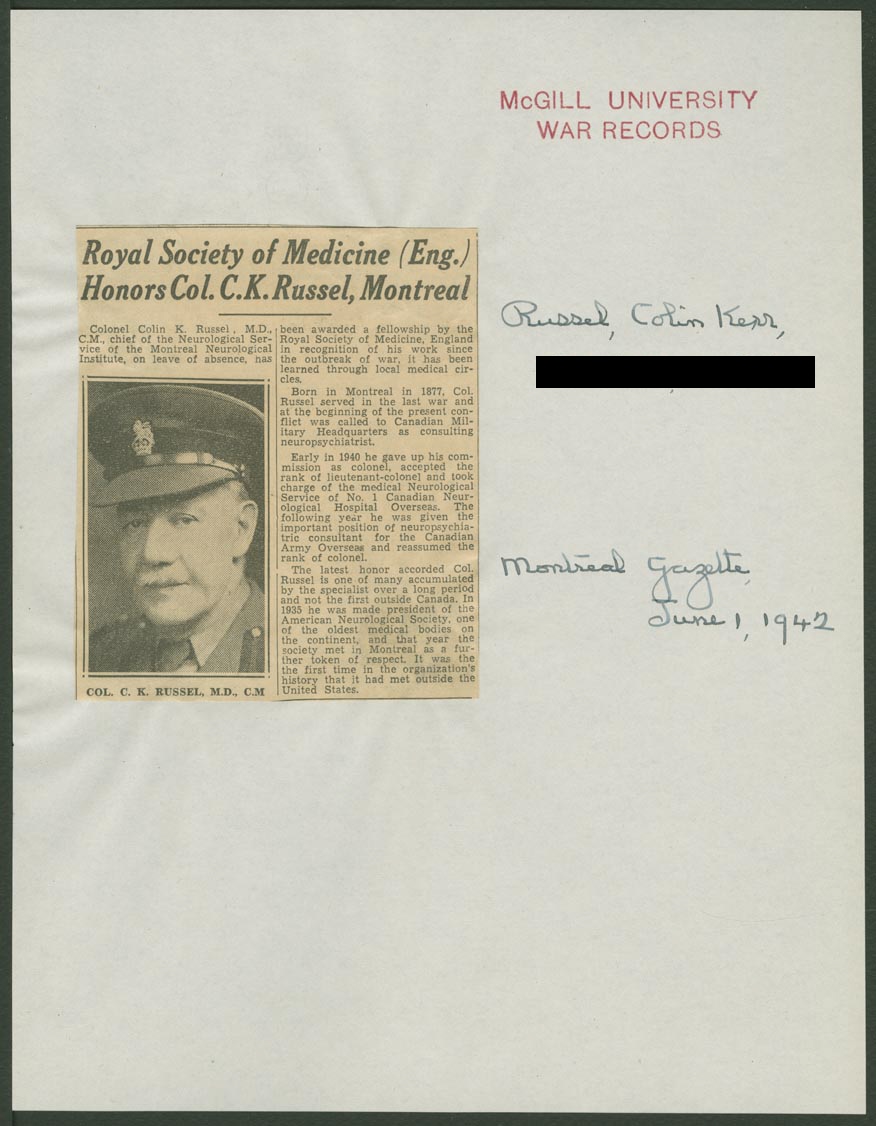 McGILL UNIVERSITY
WAR RECORDS
Royal Society of Medicine (Eng.)
Honors Col. C.K. Russel, Montreal
Colonel Colin K. Russel, M.D.,
C.M., chief of the Neurological Ser-
vice of the Montreal Neurological
Institute, on leave of absence, has
COL. C. K. RUSSEL, M.D., C.M
been awarded a fellowship by the
Royal Society of Medicine, England
in recognition of his work since
the outbreak of war, it has been
learned through local medical cir-
cles.
Born in Montreal in 1877, Col.
Russel served in the last war and
at the beginning of the present con-
flict was called to Canadian Mil-
itary Headquarters as consulting
neuropsychiatrist.
Early in 1940 he gave up his com-
mission as colonel, accepted the
rank of lieutenant-colonel and took
charge of the medical Neurological
Service of No. 1 Canadian Neur-
ological Hospital Overseas. The
following year he was given the
important position of neuropsychia-
tric consultant for the Canadian
Army Overseas and reassumed the
rank of colonel.
The latest honor accorded Col.
Russel is one of many accumulated
by the specialist over a long period
and not the first outside Canada. In
1935 he was made president of the
American Neurological Society, one
of the oldest medical bodies on
the continent, and that year the
society met in Montreal as a fur-
ther token of respect. It was the
the first time in the organization's
history that it had met outside the
United States.
Russel, Colin Kerr,
Montreal Gazette
June 1, 1942